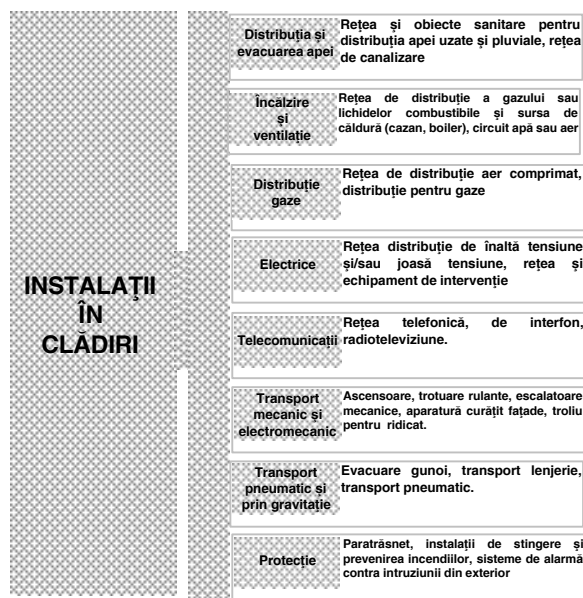 INSTALAŢII
ÎN
CLĂDIRI
Distribuția și
evacuarea apei
Rețea și obiecte sanitare pentru
distribuția apei uzate și pluviale, rețea
de canalizare
Încălzire
și
ventilație
Rețea de distribuție a gazului sau
lichidelor combustibile și sursa de
căldură (cazan, boiler), circuit apă sau aer
Distribuție
gaze
Rețea de distribuție aer comprimat,
distribuție pentru gaze
Electrice
Rețea distribuție de înaltă tensiune
și/sau joasă tensiune, rețea și
echipament de intervenție
Telecomunicații
Rețea telefonică, de interfon,
radioteleviziune.
Transport
mecanic și
electromecanic
Ascensoare, trotuare rulante, escalatoare
mecanice, aparatură curățit fațade, troliu
pentru ridicat.
Transport
pneumatic și
prin gravitație
Evacuare gunoi, transport lenjerie,
transport pneumatic.
Protecție
Paratrăsnet, instalații de stingere și
prevenirea incendiilor, sisteme de alarmă
contra intruziunii din exterior